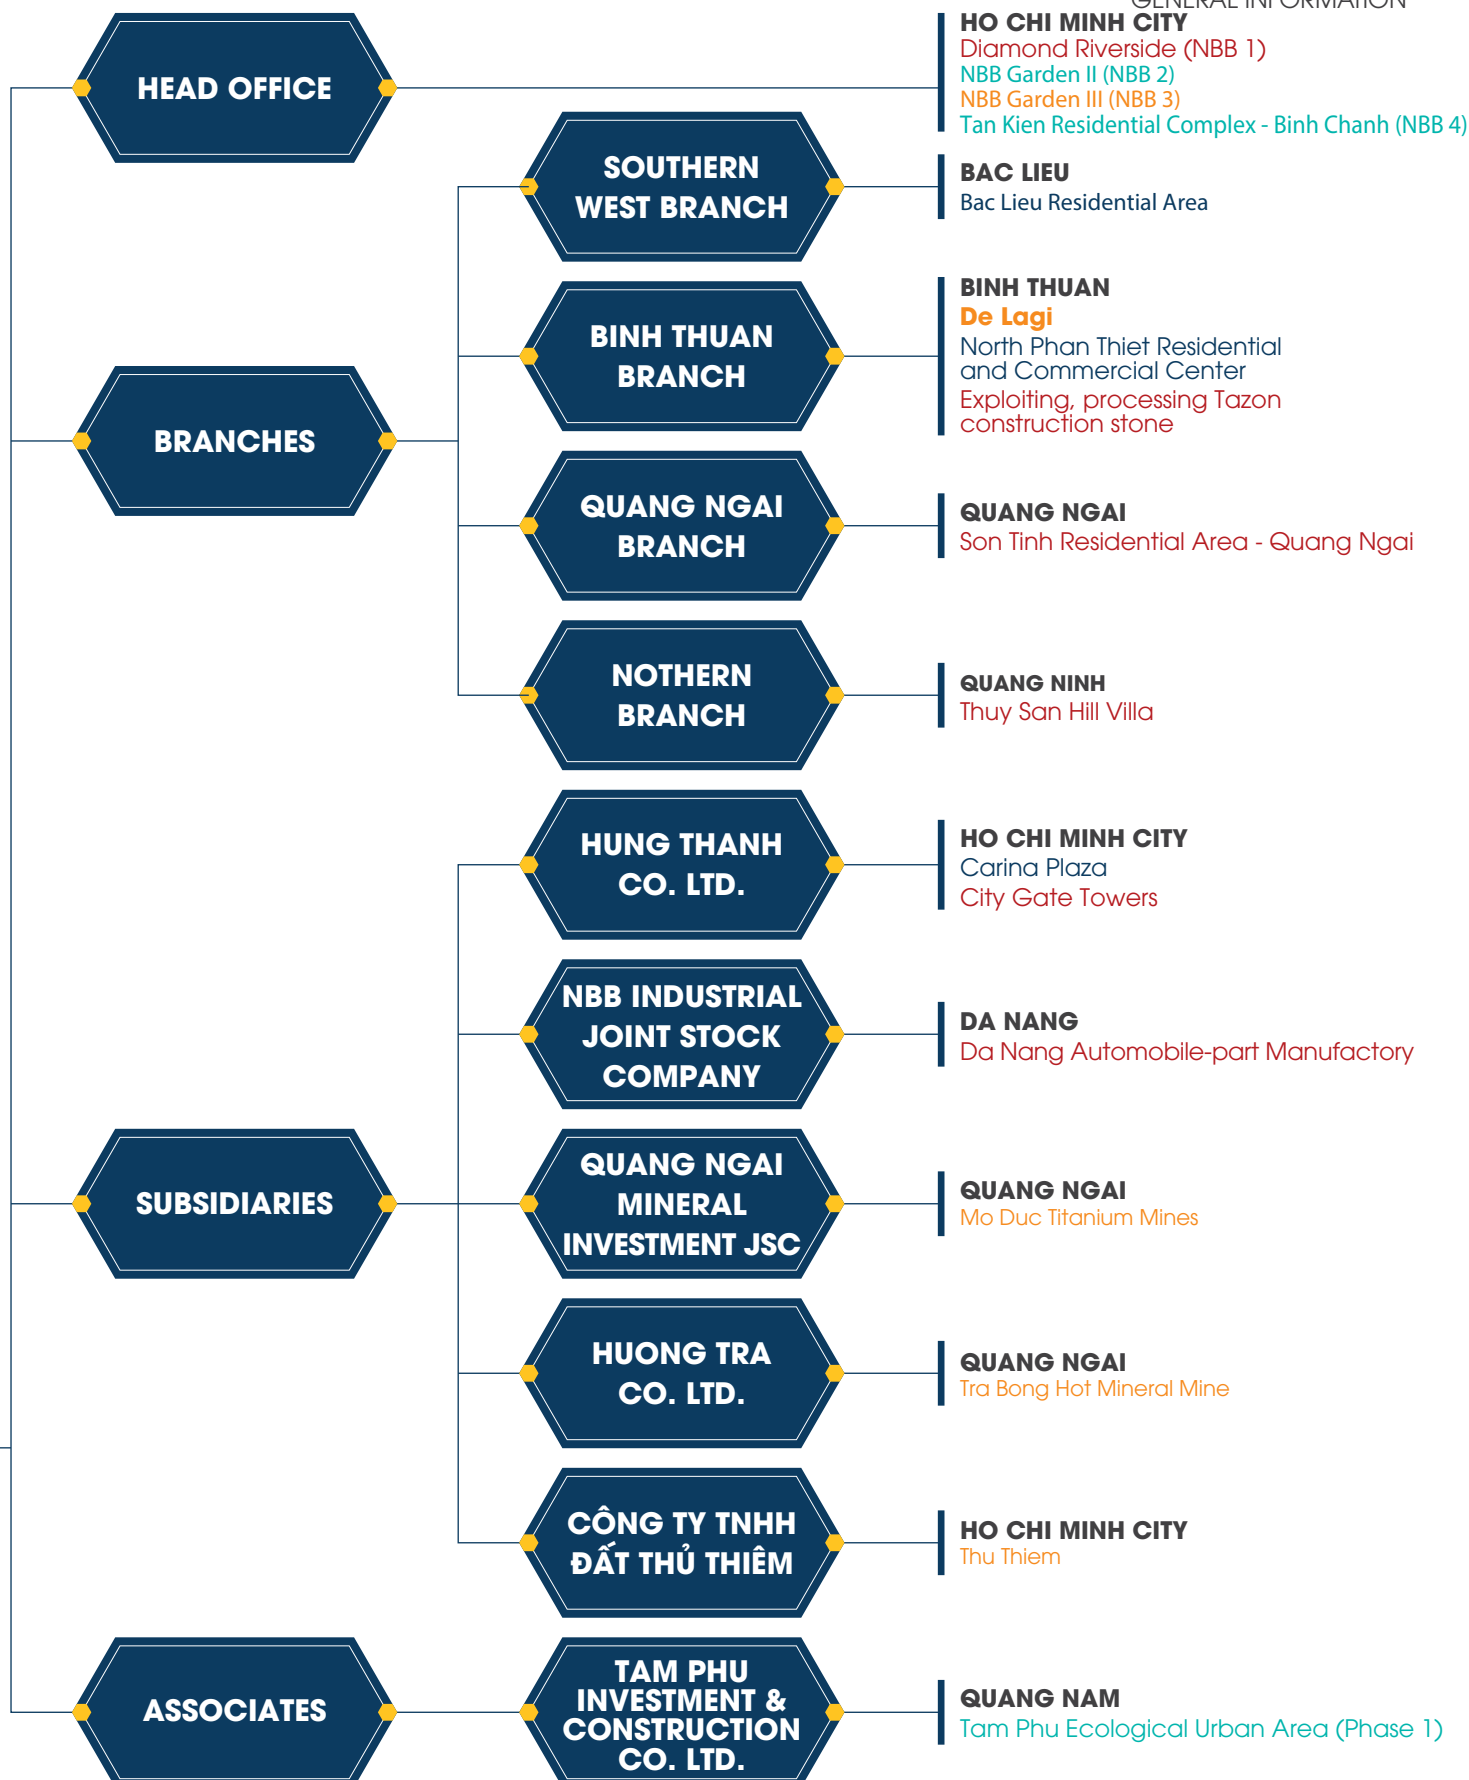 GENERAL INFORMATION
HEAD OFFICE
HO CHI MINH CITY
Diamond Riverside (NBB 1)
NBB Garden II (NBB 2)
NBB Garden III (NBB 3)
Tan Kien Residential Complex - Binh Chanh (NBB 4)
BRANCHES
SOUTHERN
WEST BRANCH
BAC LIEU
Bac Lieu Residential Area
BINH THUAN
BRANCH
BINH THUAN
De Lagi
North Phan Thiet Residential
and Commercial Center
Exploiting, processing Tazon
construction stone
QUANG NGAI
BRANCH
QUANG NGAI
Son Tinh Residential Area - Quang Ngai
NOTHERN
BRANCH
QUANG NINH
Thuy San Hill Villa
SUBSIDIARIES
HUNG THANH
CO. LTD.
HO CHI MINH CITY
Carina Plaza
City Gate Towers
NBB INDUSTRIAL
JOINT STOCK
COMPANY
DA NANG
Da Nang Automobile-part Manufactory
QUANG NGAI
MINERAL
INVESTMENT JSC
QUANG NGAI
Mo Duc Titanium Mines
HUONG TRA
CO. LTD.
QUANG NGAI
Tra Bong Hot Mineral Mine
CÔNG TY TNHH
ĐẤT THỦ THIÊM
HO CHI MINH CITY
Thu Thiem
ASSOCIATES
TAM PHU
INVESTMENT &
CONSTRUCTION
CO. LTD.
QUANG NAM
Tam Phu Ecological Urban Area (Phase 1)